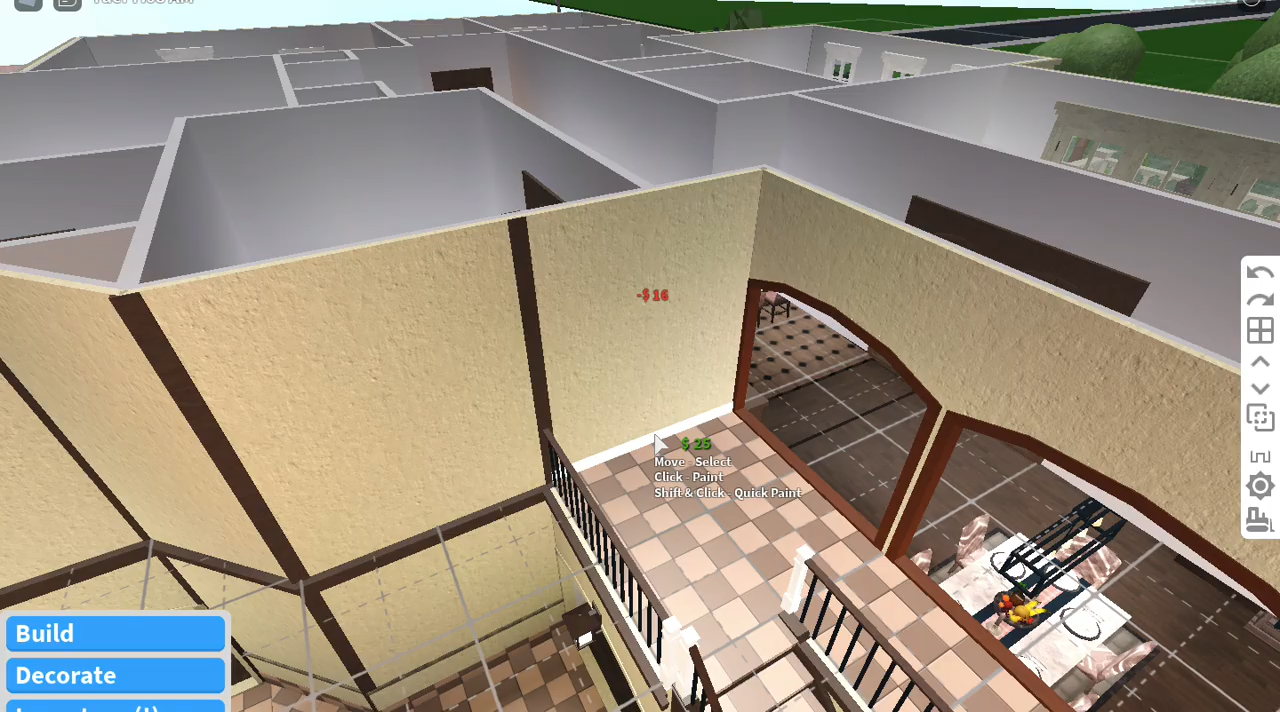 -$ 16
$ 25
Move - Select
Click - Paint
Shift & Click - Quick Paint
Build
Decorate